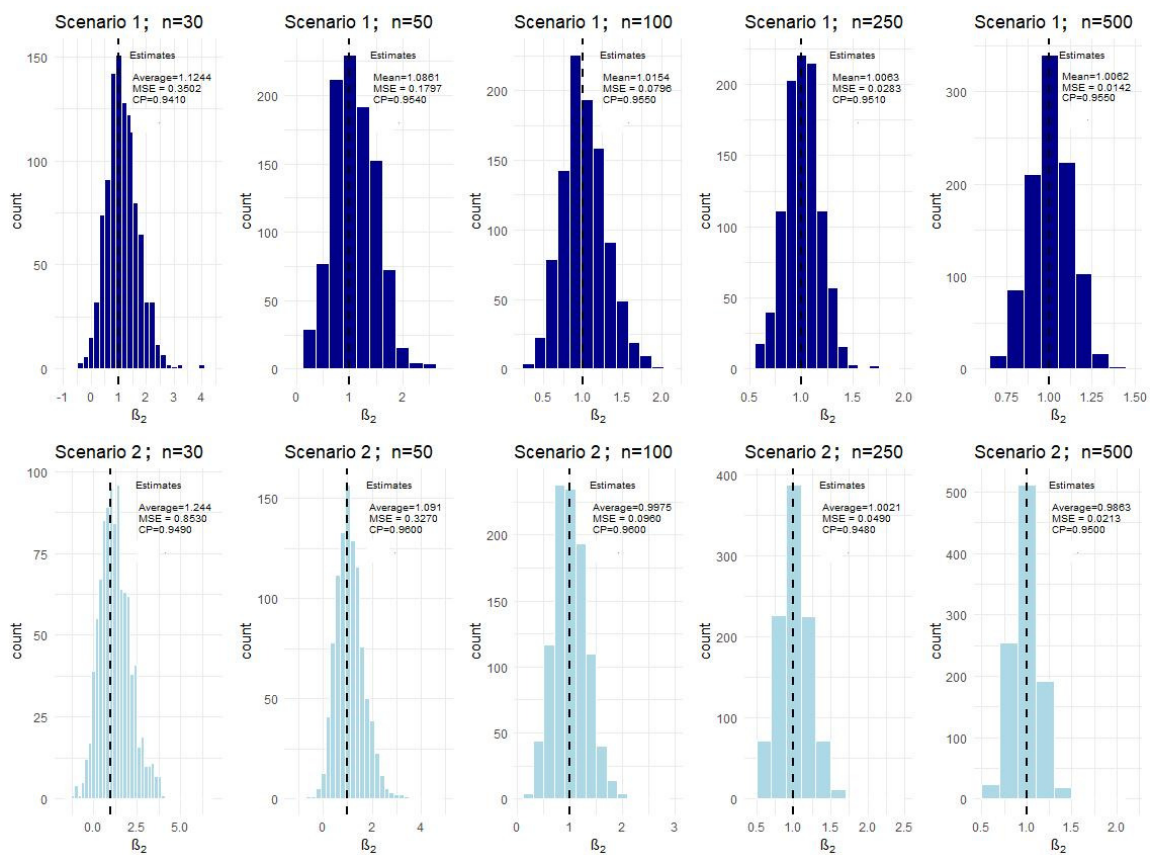 Scenario 1; n=30
150
100
50
0
count
Estimates
Average=1.1244
MSE = 0.3502
CP=0.9410
-1 0 1 2 3 4
ß₂
Scenario 1; n=50
200
150
100
50
0
count
Estimates
Mean=1.0861
MSE = 0.1797
CP=0.9540
0 1 2
ß₂
Scenario 1; n=100
200
150
100
50
0
count
Estimates
Mean=1.0154
MSE = 0.0796
CP=0.9550
0.5 1.0 1.5 2.0
ß₂
Scenario 1; n=250
200
150
100
50
0
count
Estimates
Mean=1.0063
MSE = 0.0283
CP=0.9510
0.5 1.0 1.5 2.0
ß₂
Scenario 1; n=500
300
200
100
0
count
Estimates
Mean=1.0062
MSE = 0.0142
CP=0.9550
0.75 1.00 1.25 1.50
ß₂
Scenario 2; n=30
100
75
50
25
0
count
Estimates
Average=1.244
MSE = 0.8530
CP=0.9490
0.0 2.5 5.0
ß₂
Scenario 2; n=50
150
100
50
0
count
Estimates
Average=1.091
MSE = 0.3270
CP=0.9600
0 2 4
ß₂
Scenario 2; n=100
200
150
100
50
0
count
Estimates
Average=0.9975
MSE = 0.0960
CP=0.9600
0 1 2 3
ß₂
Scenario 2; n=250
400
300
200
100
0
count
Estimates
Average=1.0021
MSE = 0.0490
CP=0.9480
0.5 1.0 1.5 2.0 2.5
ß₂
Scenario 2; n=500
500
400
300
200
100
0
count
Estimates
Average=0.9863
MSE = 0.0213
CP=0.9500
0.5 1.0 1.5 2.0
ß₂